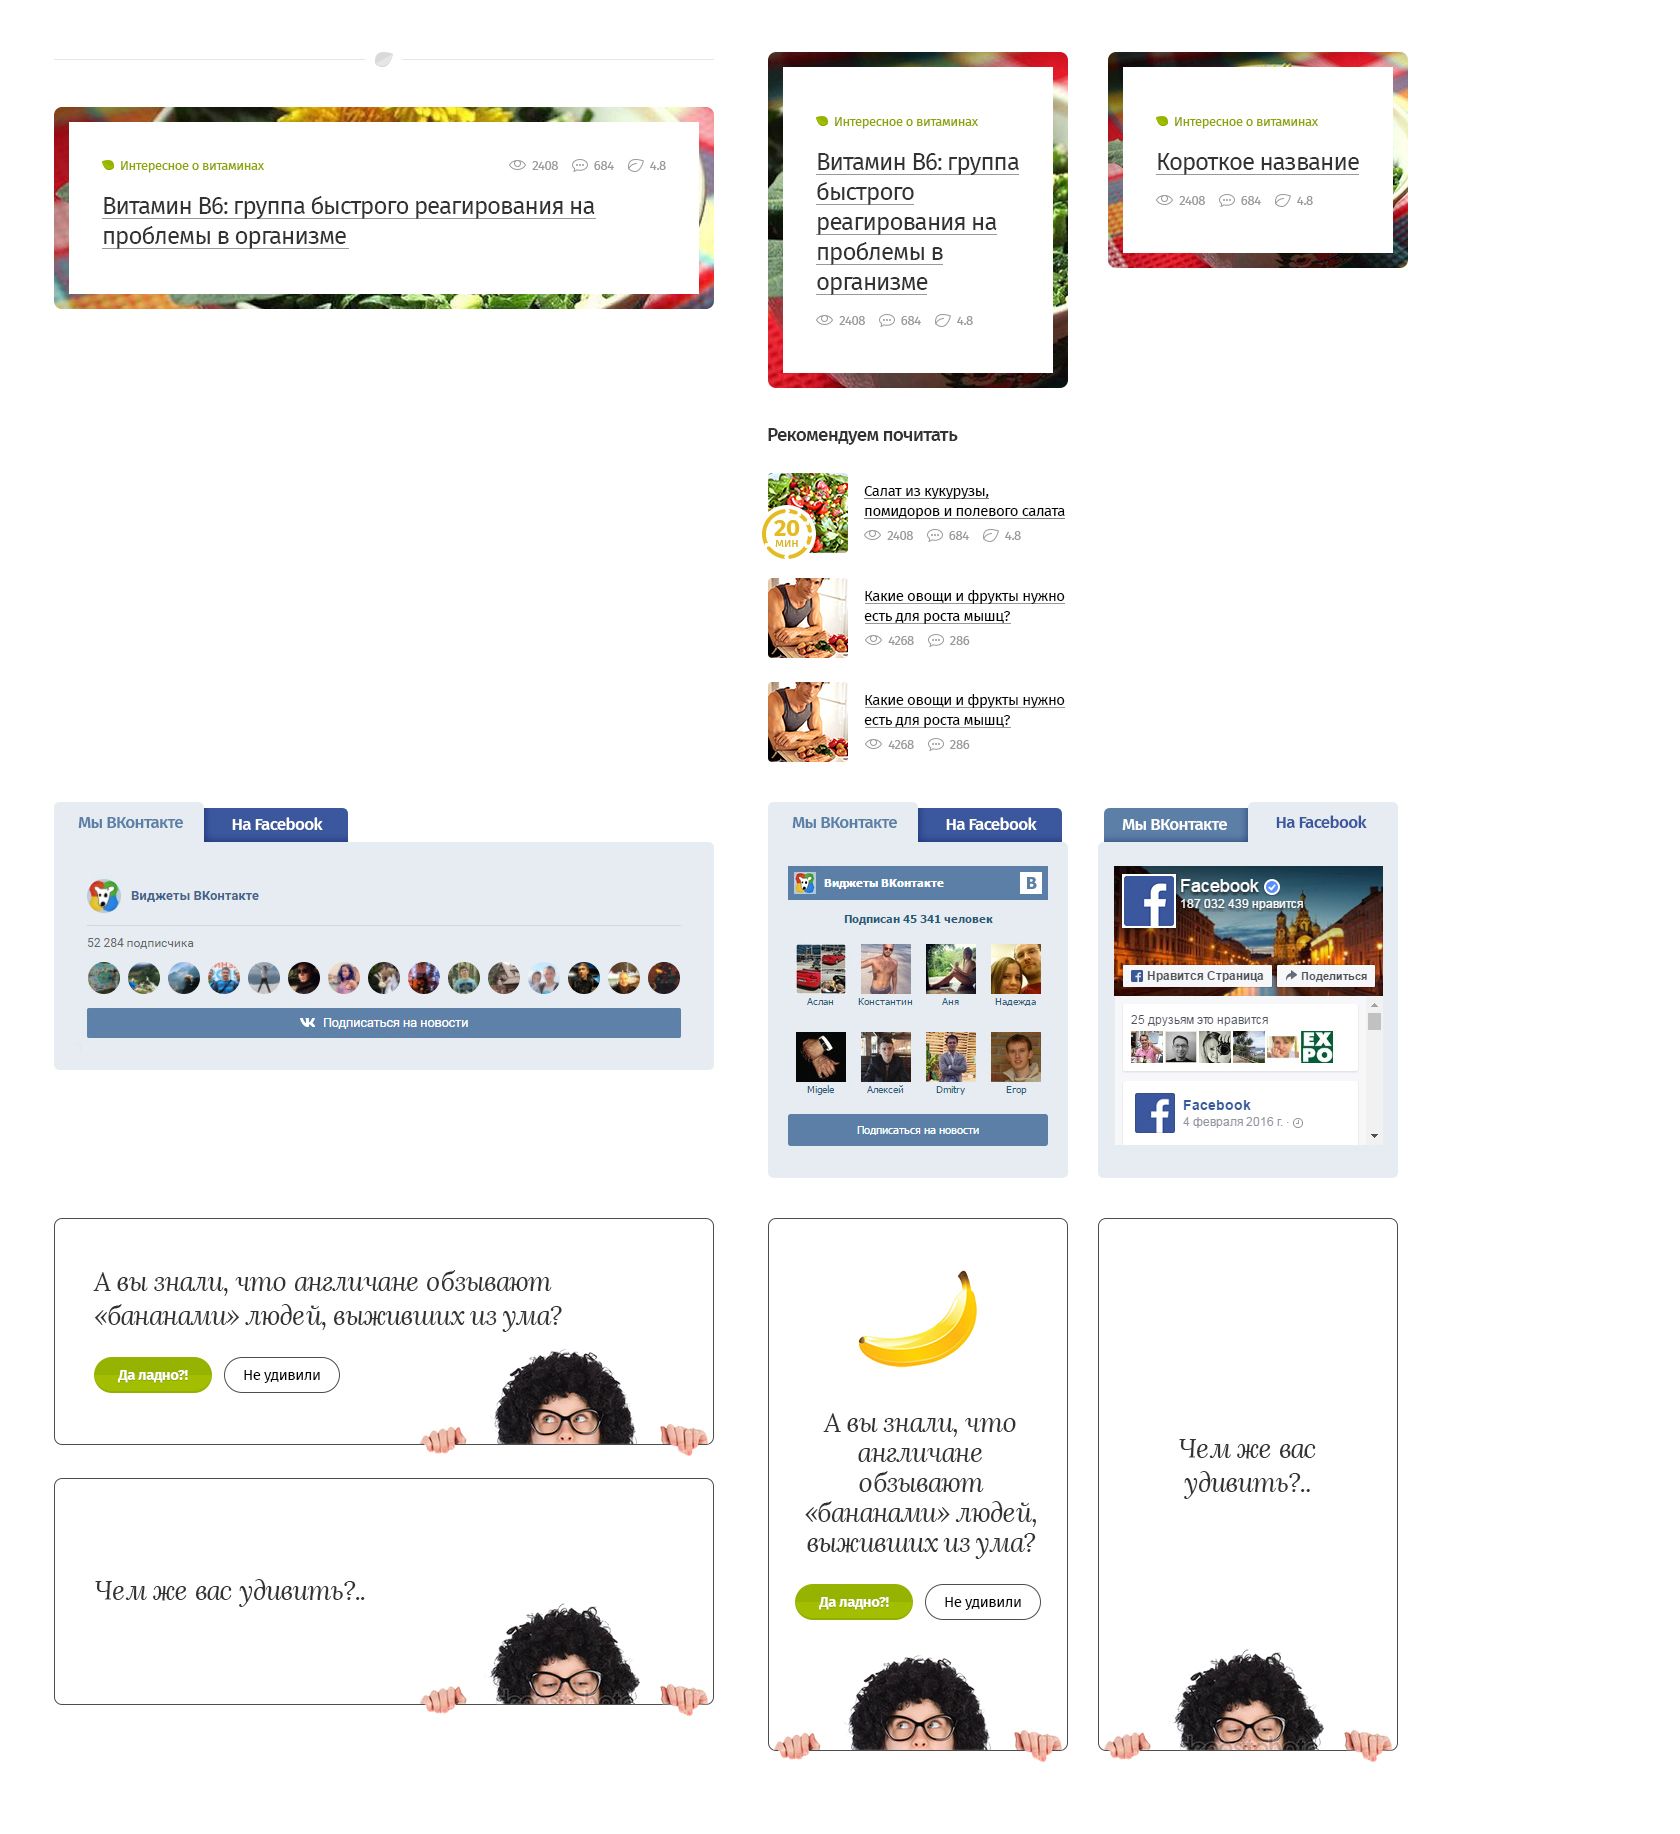 Интересное о витаминах
2408 684 4.8
Витамин B6: группа быстрого реагирования на
проблемы в организме
Интересное о витаминах
Витамин B6: группа
быстрого
реагирования на
проблемы в
организме
2408 684 4.8
Интересное о витаминах
Короткое название
2408 684 4.8
Рекомендуем почитать
20
МИН
Салат из кукурузы,
помидоров и полевого салата
2408 684 4.8
Какие овощи и фрукты нужно
есть для роста мышц?
4268 286
Какие овощи и фрукты нужно
есть для роста мышц?
4268 286
Мы ВКонтакте
На Facebook
Виджеты ВКонтакте
52 284 подписчика
Подписаться на новости
Мы ВКонтакте
На Facebook
Виджеты ВКонтакте
В
Подписан 45 341 человек
Аслан Константин Аня Надежда
Migele Алексей Dmitry Егор
Подписаться на новости
Мы ВКонтакте
На Facebook
Facebook
187 032 439 нравится
Нравится Страница
Поделиться
25 друзьям это нравится
EX
PO
Facebook
4 февраля 2016 г. ·
А вы знали, что англичане обзывают
«бананами» людей, выживших из ума?
Да ладно?!
Не удивили
Чем же вас удивить?..
А вы знали, что
англичане
обзывают
«бананами» людей,
выживших из ума?
Да ладно?!
Не удивили
Чем же вас
удивить?..